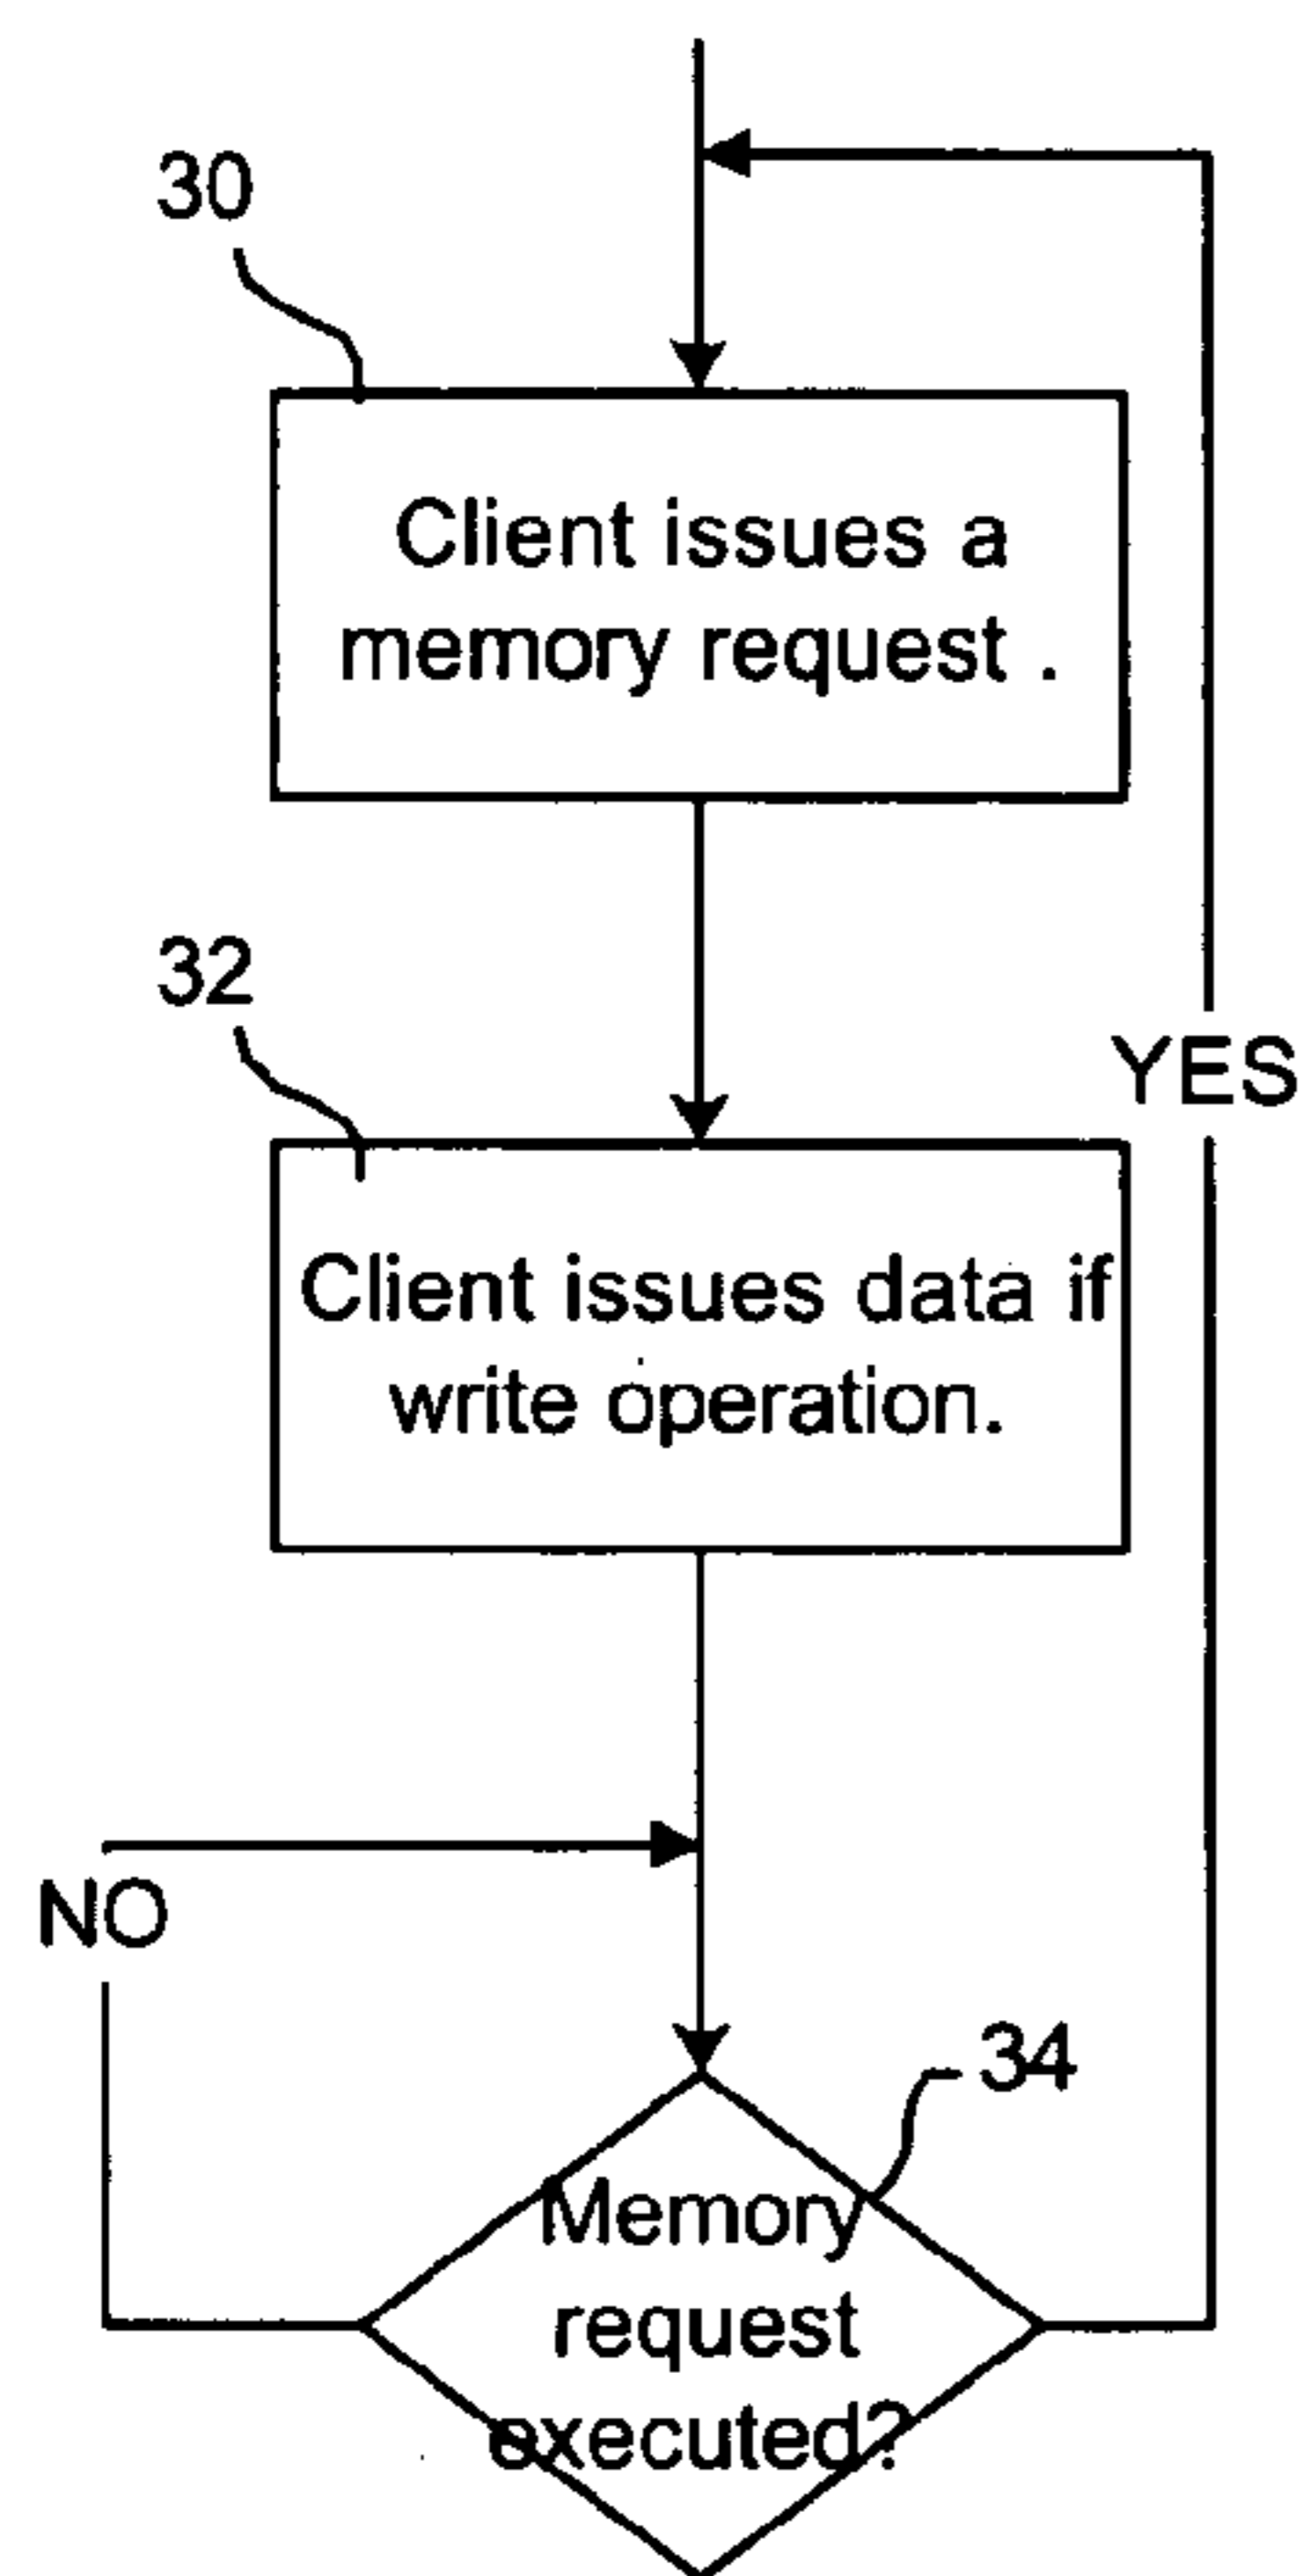 30
Client issues a
memory request .
32
YES
Client issues data if
write operation.
NO
34
Memory
request
executed?